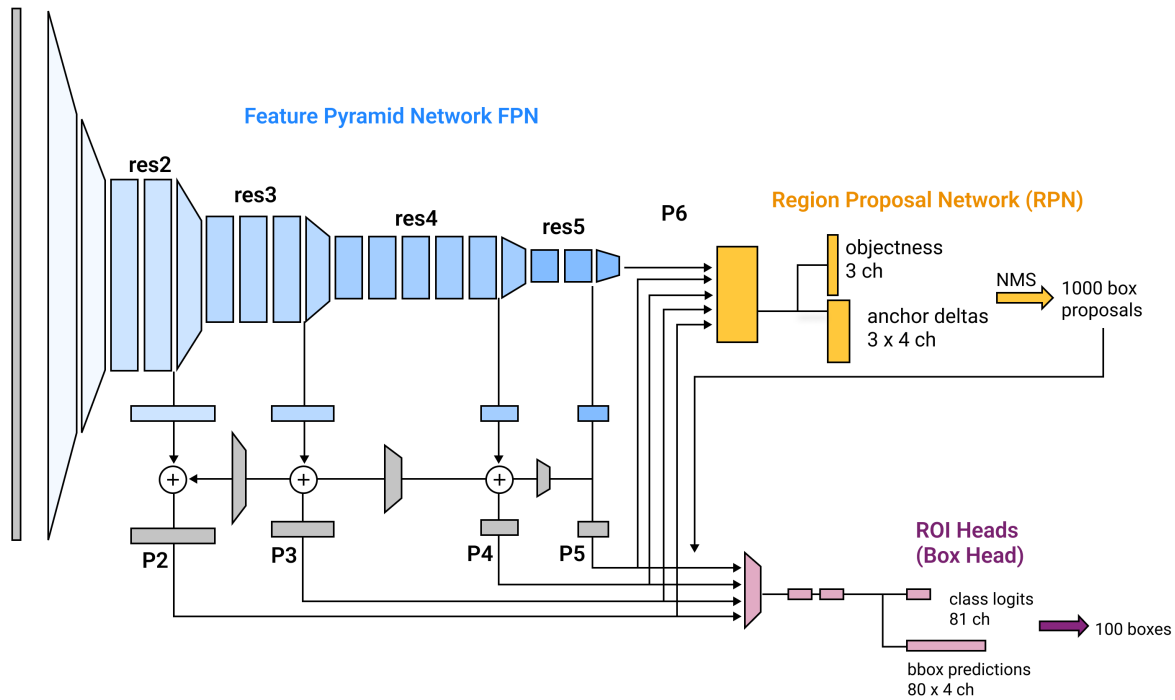 Feature Pyramid Network FPN
res2
res3
res4
res5
P6
Region Proposal Network (RPN)
objectness
3 ch
anchor deltas
3 x 4 ch
NMS
1000 box
proposals
+
+
+
P2
P3
P4
P5
ROI Heads
(Box Head)
class logits
81 ch
100 boxes
bbox predictions
80 x 4 ch